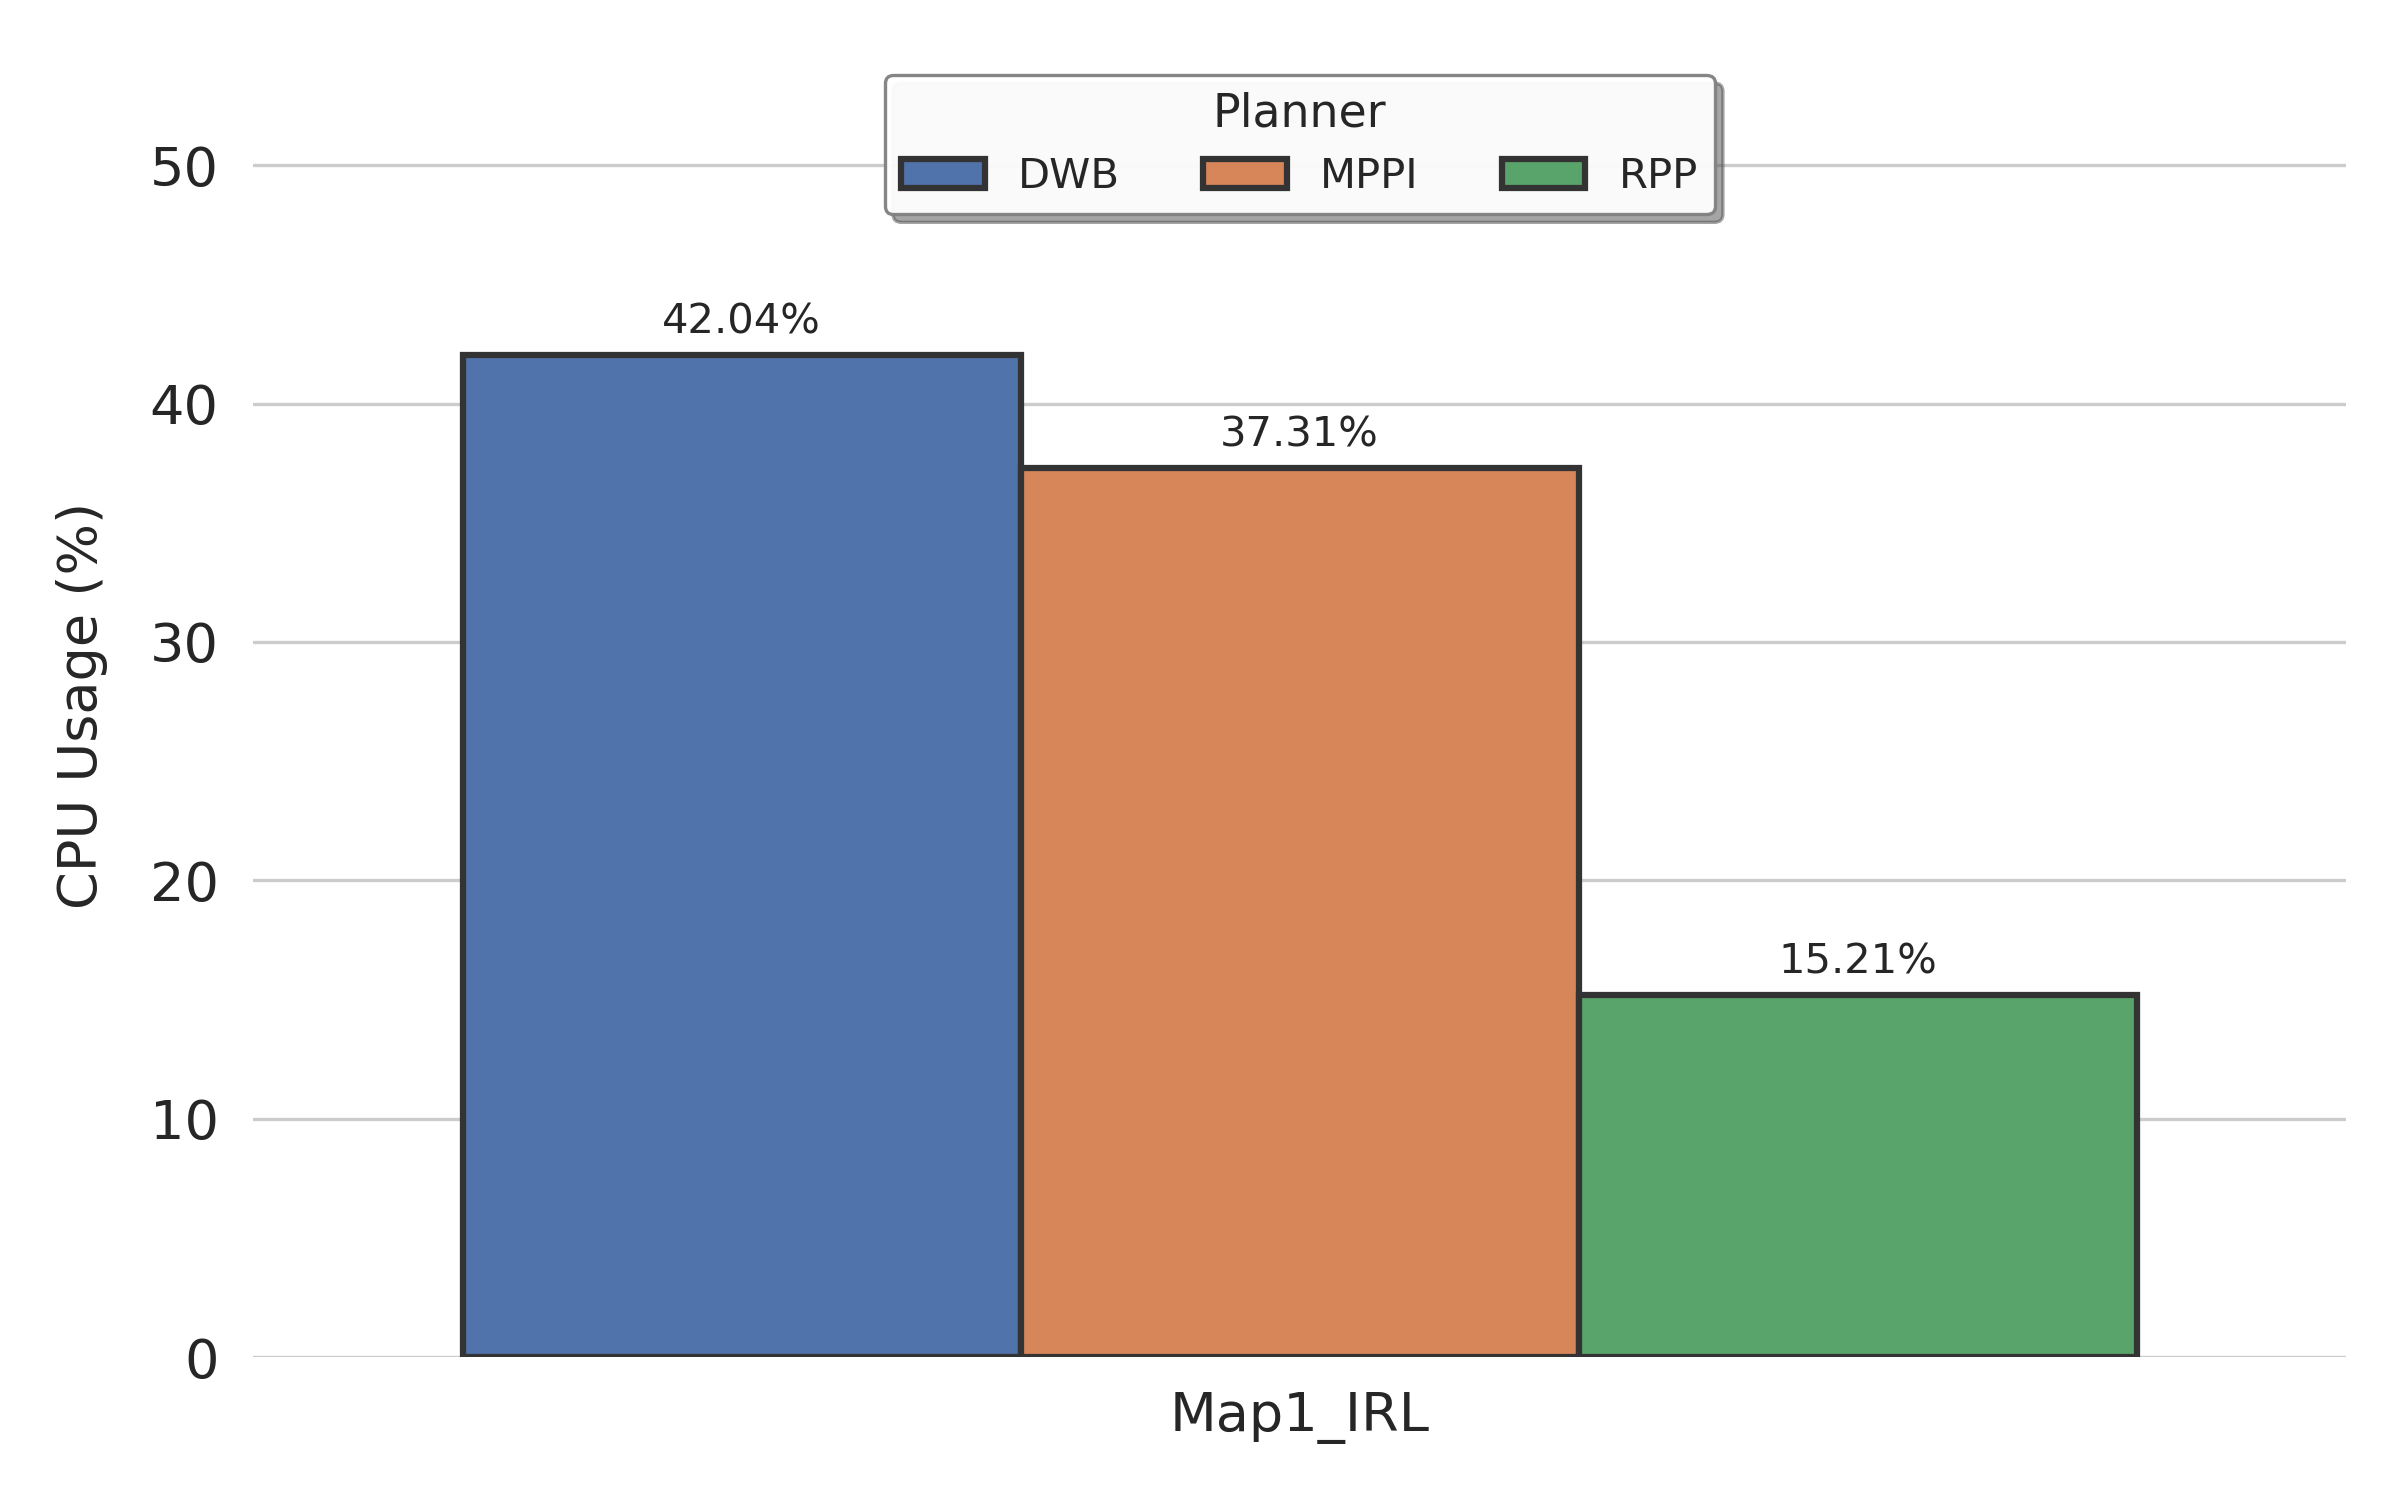 Planner
DWB MPPI RPP
50
40
30
20
10
0
CPU Usage (%)
42.04%
37.31%
15.21%
Map1_IRL